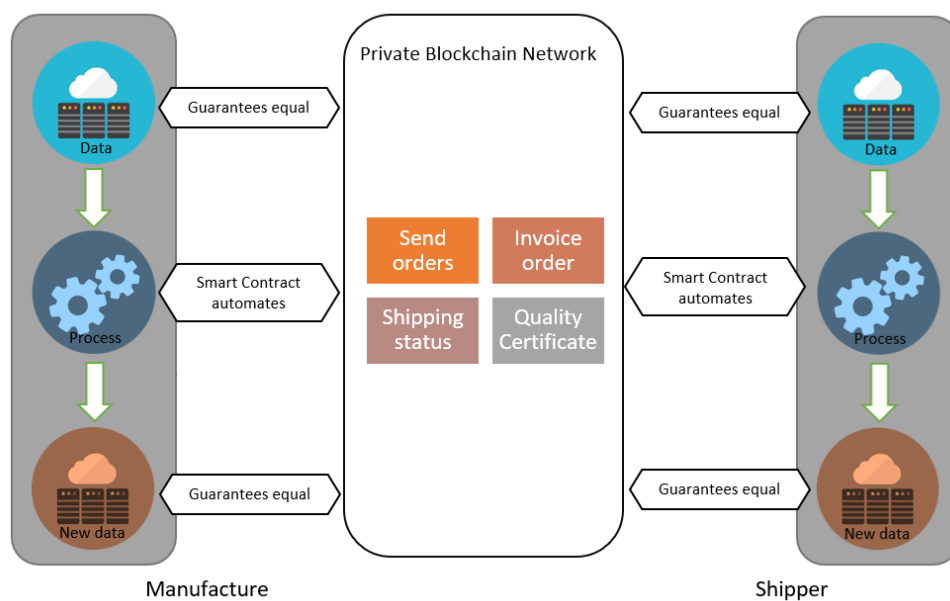 Private Blockchain Network
Guarantees equal
Guarantees equal
Data
Data
Send
orders
Invoice
order
Smart Contract
automates
Smart Contract
automates
Shipping
status
Quality
Certificate
Process
Process
Guarantees equal
Guarantees equal
New data
New data
Manufacture
Shipper